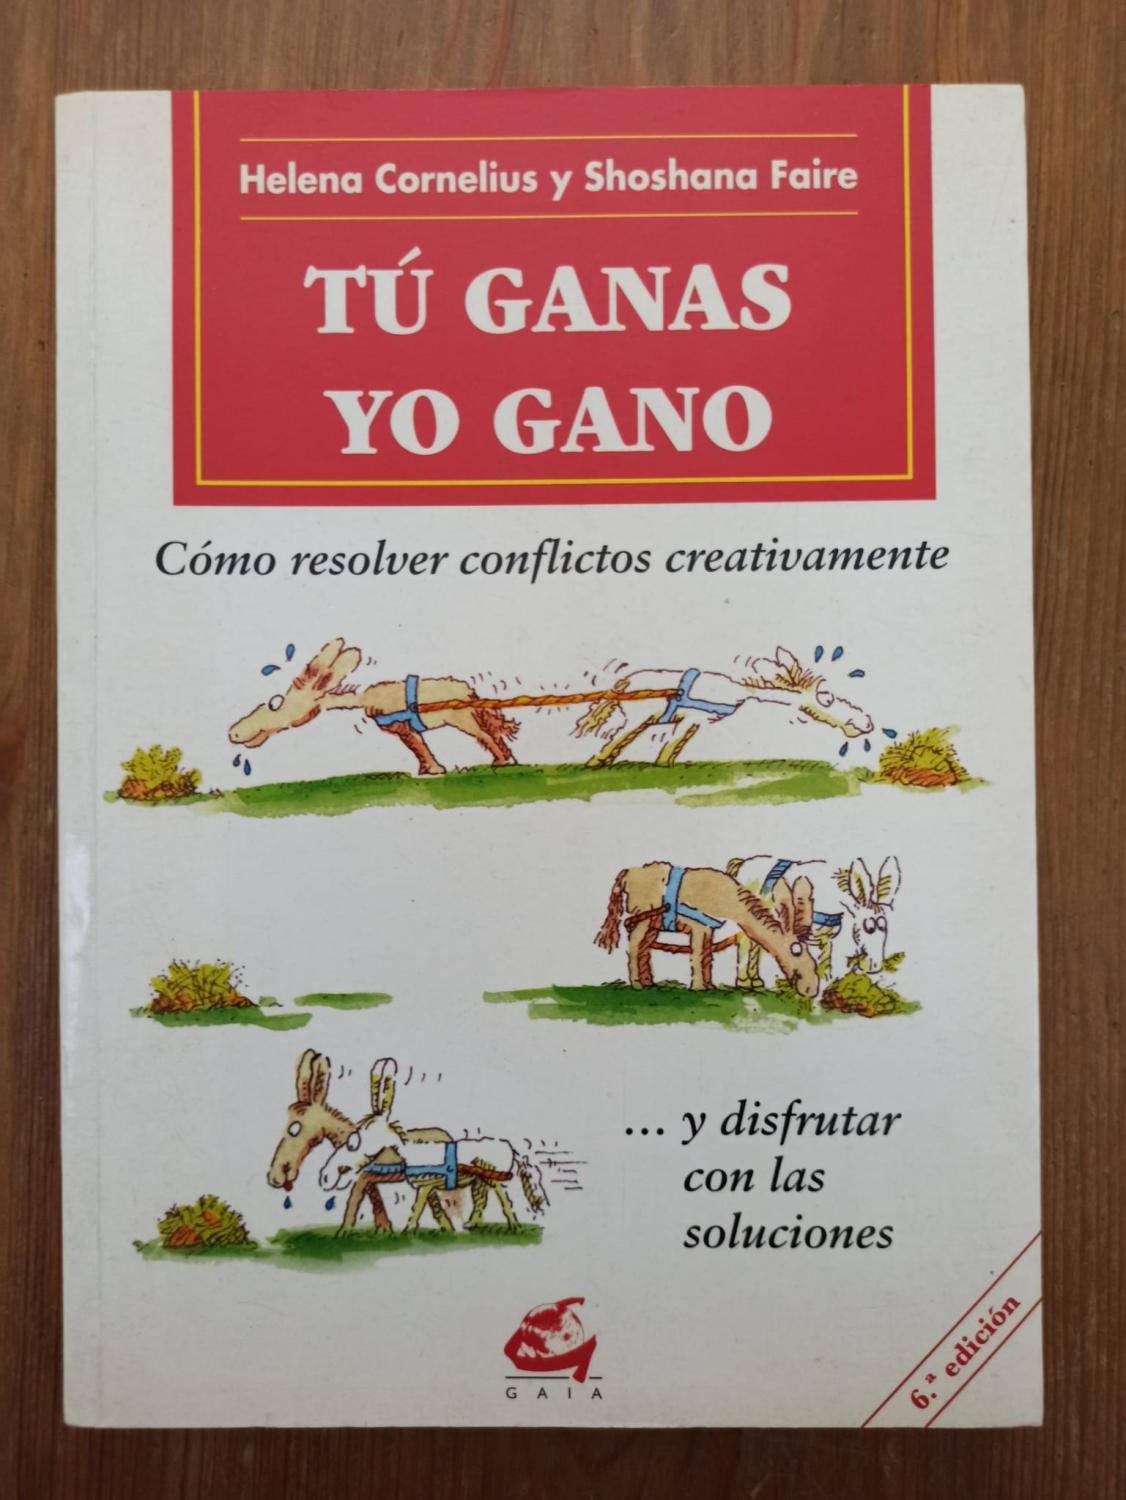 Helena Cornelius y Shoshana Faire
TÚ GANAS
YO GANO
Cómo resolver conflictos creativamente
... y disfrutar
con las
soluciones
GAIA
6.ª edición